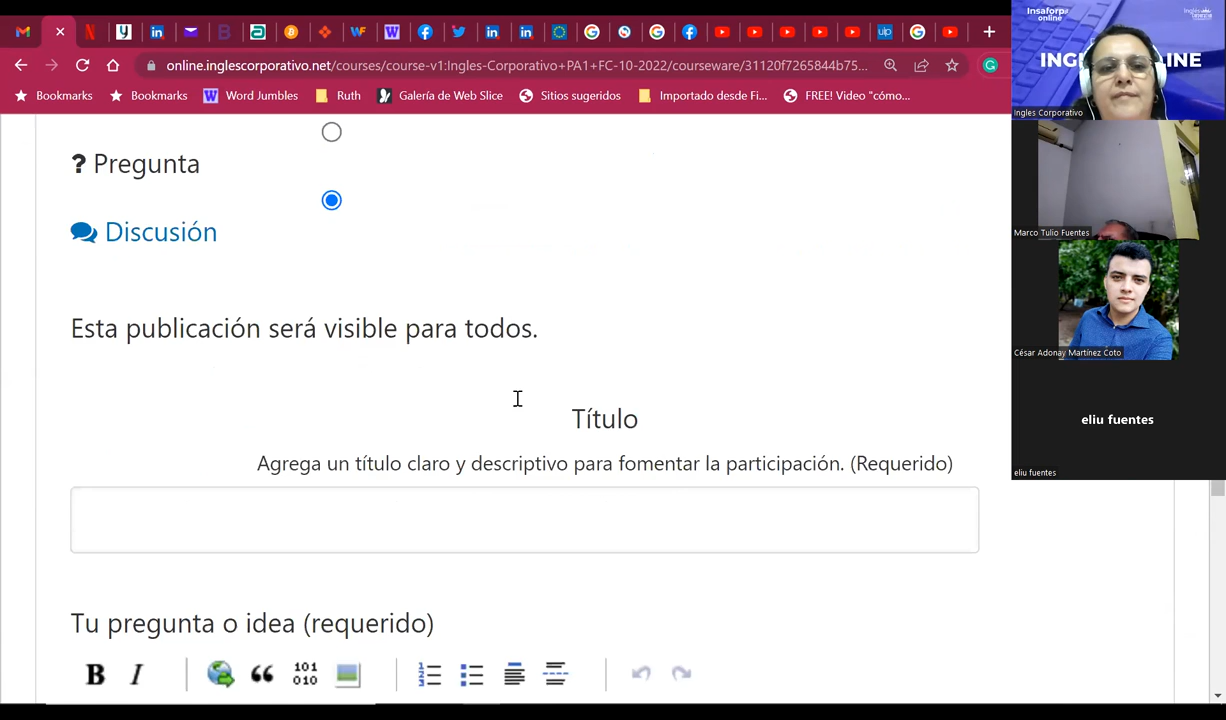 online.inglescorporativo.net/courses/course-v1:Ingles-Corporativo+PA1+FC-10-2022/courseware/31120f7265844b75...
Bookmarks
Bookmarks
Word Jumbles
Ruth
Galería de Web Slice
Sitios sugeridos
Importado desde Fi...
FREE! Video "cómo...
? Pregunta
Discusión
Esta publicación será visible para todos.
Título
Agrega un título claro y descriptivo para fomentar la participación. (Requerido)
Tu pregunta o idea (requerido)
B I
101
010
Insaforp
online
Ingles Corporativo
Marco Tulio Fuentes
César Adonay Martínez Coto
eliu fuentes
eliu fuentes